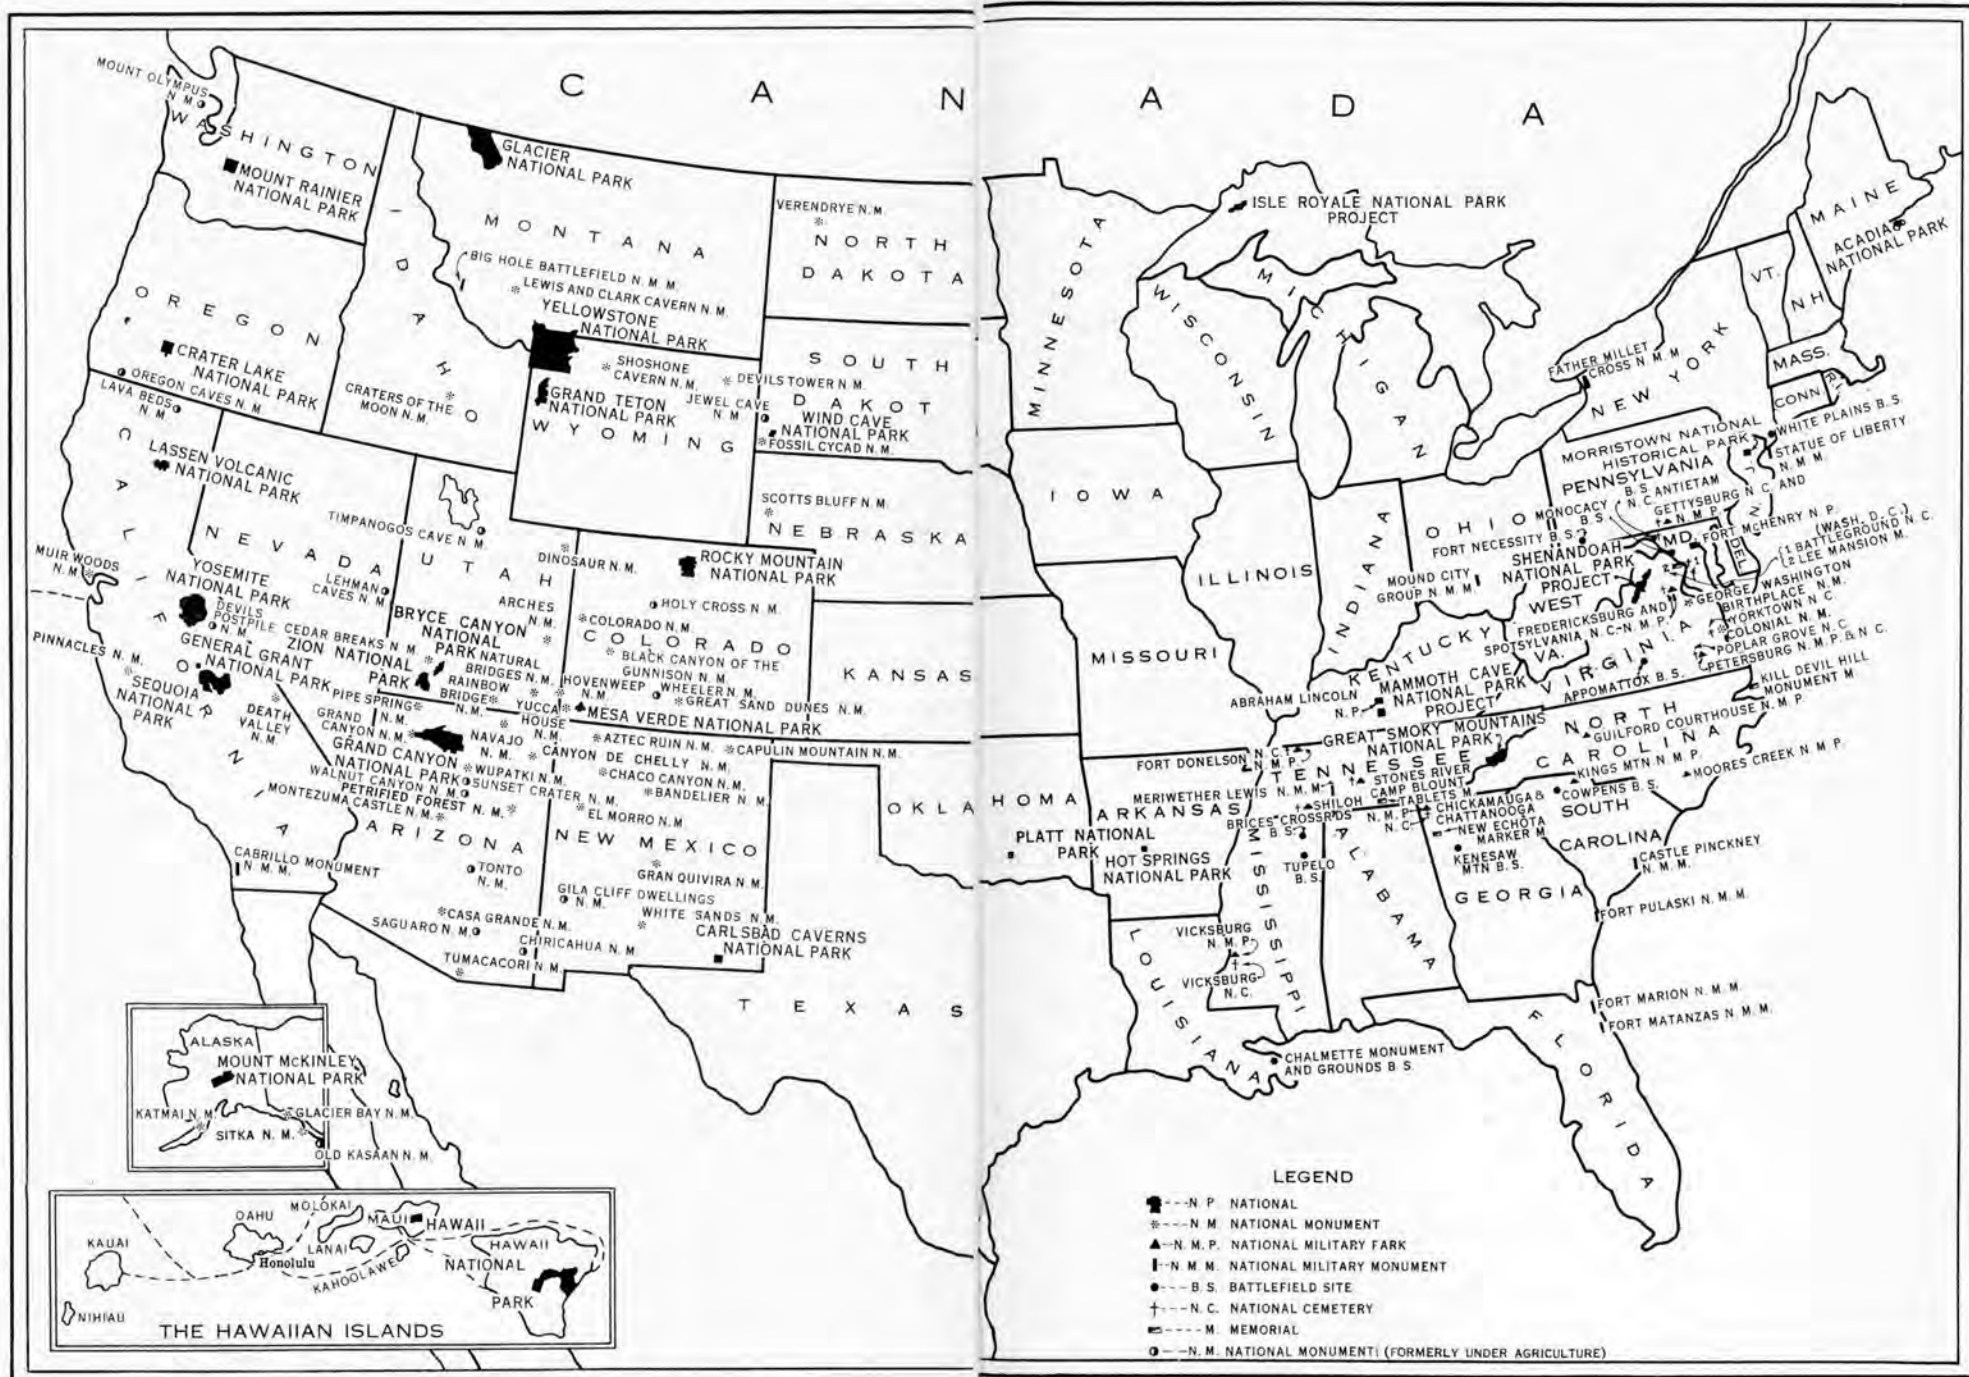 C A N A D A
MOUNT OLYMPUS
N M
WASHINGTON
MOUNT RAINIER
NATIONAL PARK
GLACIER
NATIONAL PARK
MONTANA
BIG HOLE BATTLEFIELD N. M. M.
LEWIS AND CLARK CAVERN N. M.
YELLOWSTONE
NATIONAL PARK
IDAHO
OREGON
CRATER LAKE
NATIONAL PARK
OREGON CAVES N. M.
LAVA BEDS
N. M.
CRATERS OF THE
MOON N. M.
SHOSHONE
CAVERN N. M.
GRAND TETON
NATIONAL PARK
WYOMING
DEVILS TOWER N. M.
JEWEL CAVE
N M
VERENDRYE N. M
NORTH
DAKOTA
SOUTH
DAKOT
WIND CAVE
NATIONAL PARK
FOSSIL CYCAD N. M.
SCOTTS BLUFF N. M.
NEBRASKA
LASSEN VOLCANIC
NATIONAL PARK
CALIFORNIA
NEVADA
TIMPANOGOS CAVE N. M.
UTAH
DINOSAUR N. M.
ROCKY MOUNTAIN
NATIONAL PARK
HOLY CROSS N. M.
MUIR WOODS
N. M.
YOSEMITE
NATIONAL PARK
LEHMAN
CAVES N. M
ARCHES
N. M.
COLORADO N. M.
COLORADO
BLACK CANYON OF THE
GUNNISON N. M.
DEVILS
POSTPILE
N. M.
CEDAR BREAKS N M
BRYCE CANYON
NATIONAL
PARK
ZION NATIONAL
PARK
GENERAL GRANT
NATIONAL PARK
NATURAL
BRIDGES N. M.
HOVENWEEP
N. M.
WHEELER N. M.
GREAT SAND DUNES N. M.
PINNACLES N. M.
SEQUOIA
NATIONAL
PARK
DEATH
VALLEY
N. M.
PIPE SPRING
N. M.
RAINBOW
BRIDGE
N. M.
YUCCA
HOUSE
N. M.
MESA VERDE NATIONAL PARK
KANSAS
GRAND
CANYON N. M.
GRAND CANYON
NATIONAL PARK
NAVAJO
N. M.
AZTEC RUIN N. M.
CAPULIN MOUNTAIN N. M.
CANYON DE CHELLY N. M.
WUPATKI N. M.
CHACO CANYON N. M.
WALNUT CANYON N. M.
SUNSET CRATER N. M.
BANDELIER N. M.
PETRIFIED FOREST N. M.
MONTEZUMA CASTLE N. M.
EL MORRO N. M
ARIZONA
NEW MEXICO
OKLAHOMA
CABRILLO MONUMENT
N. M. M.
TONTO
N. M.
GRAN QUIVIRA N. M.
GILA CLIFF DWELLINGS
N. M.
CASA GRANDE N. M.
WHITE SANDS N. M.
SAGUARO N. M.
CARLSBAD CAVERNS
NATIONAL PARK
CHIRICAHUA N. M.
TUMACACORI N. M.
TEXAS
ALASKA
MOUNT McKINLEY
NATIONAL PARK
KATMAI N. M.
GLACIER BAY N. M.
SITKA N. M.
OLD KASAAN N. M.
KAUAI
NIHIAU
OAHU
Honolulu
MOLOKAI
LANAI
MAUI
KAHOOLAWE
HAWAII
HAWAII
NATIONAL
PARK
THE HAWAIIAN ISLANDS
ISLE ROYALE NATIONAL PARK
PROJECT
MINNESOTA
WISCONSIN
MICHIGAN
IOWA
ILLINOIS
INDIANA
OHIO
MISSOURI
MAINE
ACADIA
NATIONAL PARK
VT.
N H
MASS.
CONN.
R. I.
NEW YORK
FATHER MILLET
CROSS N. M. M
WHITE PLAINS B. S.
STATUE OF LIBERTY
N. M. M.
MORRISTOWN NATIONAL
HISTORICAL PARK
PENNSYLVANIA
N. J.
MONOCACY
B. S.
B. S. ANTIETAM
N. C.
GETTYSBURG N. C. AND
N. M. P.
FORT McHENRY N. P.
FORT NECESSITY B. S.
MD.
DEL
(WASH. D. C.)
1 BATTLEGROUND N. C.
2 LEE MANSION M.
SHENANDOAH
NATIONAL PARK
PROJECT
MOUND CITY
GROUP N. M. M
WEST
VA.
GEORGE WASHINGTON
BIRTHPLACE N. M.
FREDERICKSBURG AND
SPOTSYLVANIA N. C.-N. M. P.
YORKTOWN N. C.
COLONIAL N. M.
POPLAR GROVE N. C.
PETERSBURG N. M. P. & N C.
VIRGINIA
APPOMATTOX B. S.
KENTUCKY
MAMMOTH CAVE
NATIONAL PARK
PROJECT
ABRAHAM LINCOLN
N. P.
KILL DEVIL HILL
MONUMENT M
GREAT SMOKY MOUNTAINS
NATIONAL PARK
NORTH
CAROLINA
GUILFORD COURTHOUSE N. M. P.
FORT DONELSON
N. C.
N. M. P.
TENNESSEE
STONES RIVER
KINGS MTN N. M. P.
MOORES CREEK N M P.
COWPENS B. S.
MERIWETHER LEWIS N. M. M
CAMP BLOUNT
TABLETS M.
SHILOH
N. M. P
N. C.
CHICKAMAUGA &
CHATTANOOGA
NEW ECHOTA
MARKER M
KENESAW
MTN B. S.
SOUTH
CAROLINA
CASTLE PINCKNEY
N. M. M.
ARKANSAS
BRICES CROSSRDS
B. S.
TUPELO
B. S.
PLATT NATIONAL
PARK
HOT SPRINGS
NATIONAL PARK
MISSISSIPPI
ALABAMA
GEORGIA
FORT PULASKI N. M. M.
VICKSBURG
N. M. P.
VICKSBURG
N. C.
LOUISIANA
FORT MARION N. M. M.
FORT MATANZAS N. M. M.
FLORIDA
CHALMETTE MONUMENT
AND GROUNDS B. S.
LEGEND
N P. NATIONAL
N M. NATIONAL MONUMENT
N. M. P. NATIONAL MILITARY FARK
N. M M. NATIONAL MILITARY MONUMENT
B. S. BATTLEFIELD SITE
N. C. NATIONAL CEMETERY
M. MEMORIAL
N. M. NATIONAL MONUMENT (FORMERLY UNDER AGRICULTURE)